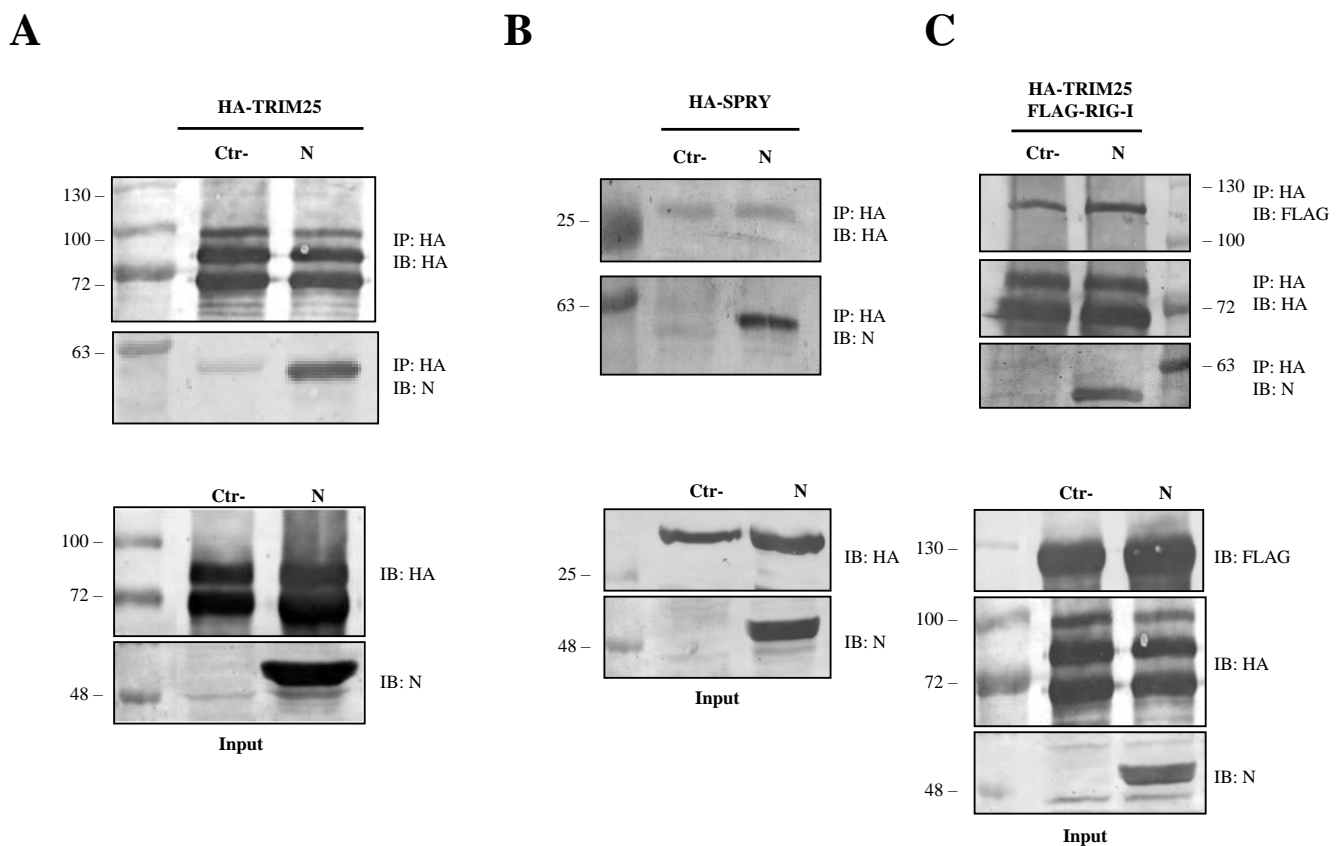 A
HA-TRIM25
Ctr- N
130 –
100 –
72 –
IP: HA
IB: HA
63 –
IP: HA
IB: N
Ctr- N
100 –
72 –
IB: HA
48 –
IB: N
Input
B
HA-SPRY
Ctr- N
25 –
IP: HA
IB: HA
63 –
IP: HA
IB: N
Ctr- N
25 –
IB: HA
48 –
IB: N
Input
C
HA-TRIM25
FLAG-RIG-I
Ctr- N
– 130
– 100
IP: HA
IB: FLAG
– 72
IP: HA
IB: HA
– 63
IP: HA
IB: N
Ctr- N
130 –
IB: FLAG
100 –
72 –
IB: HA
48 –
IB: N
Input